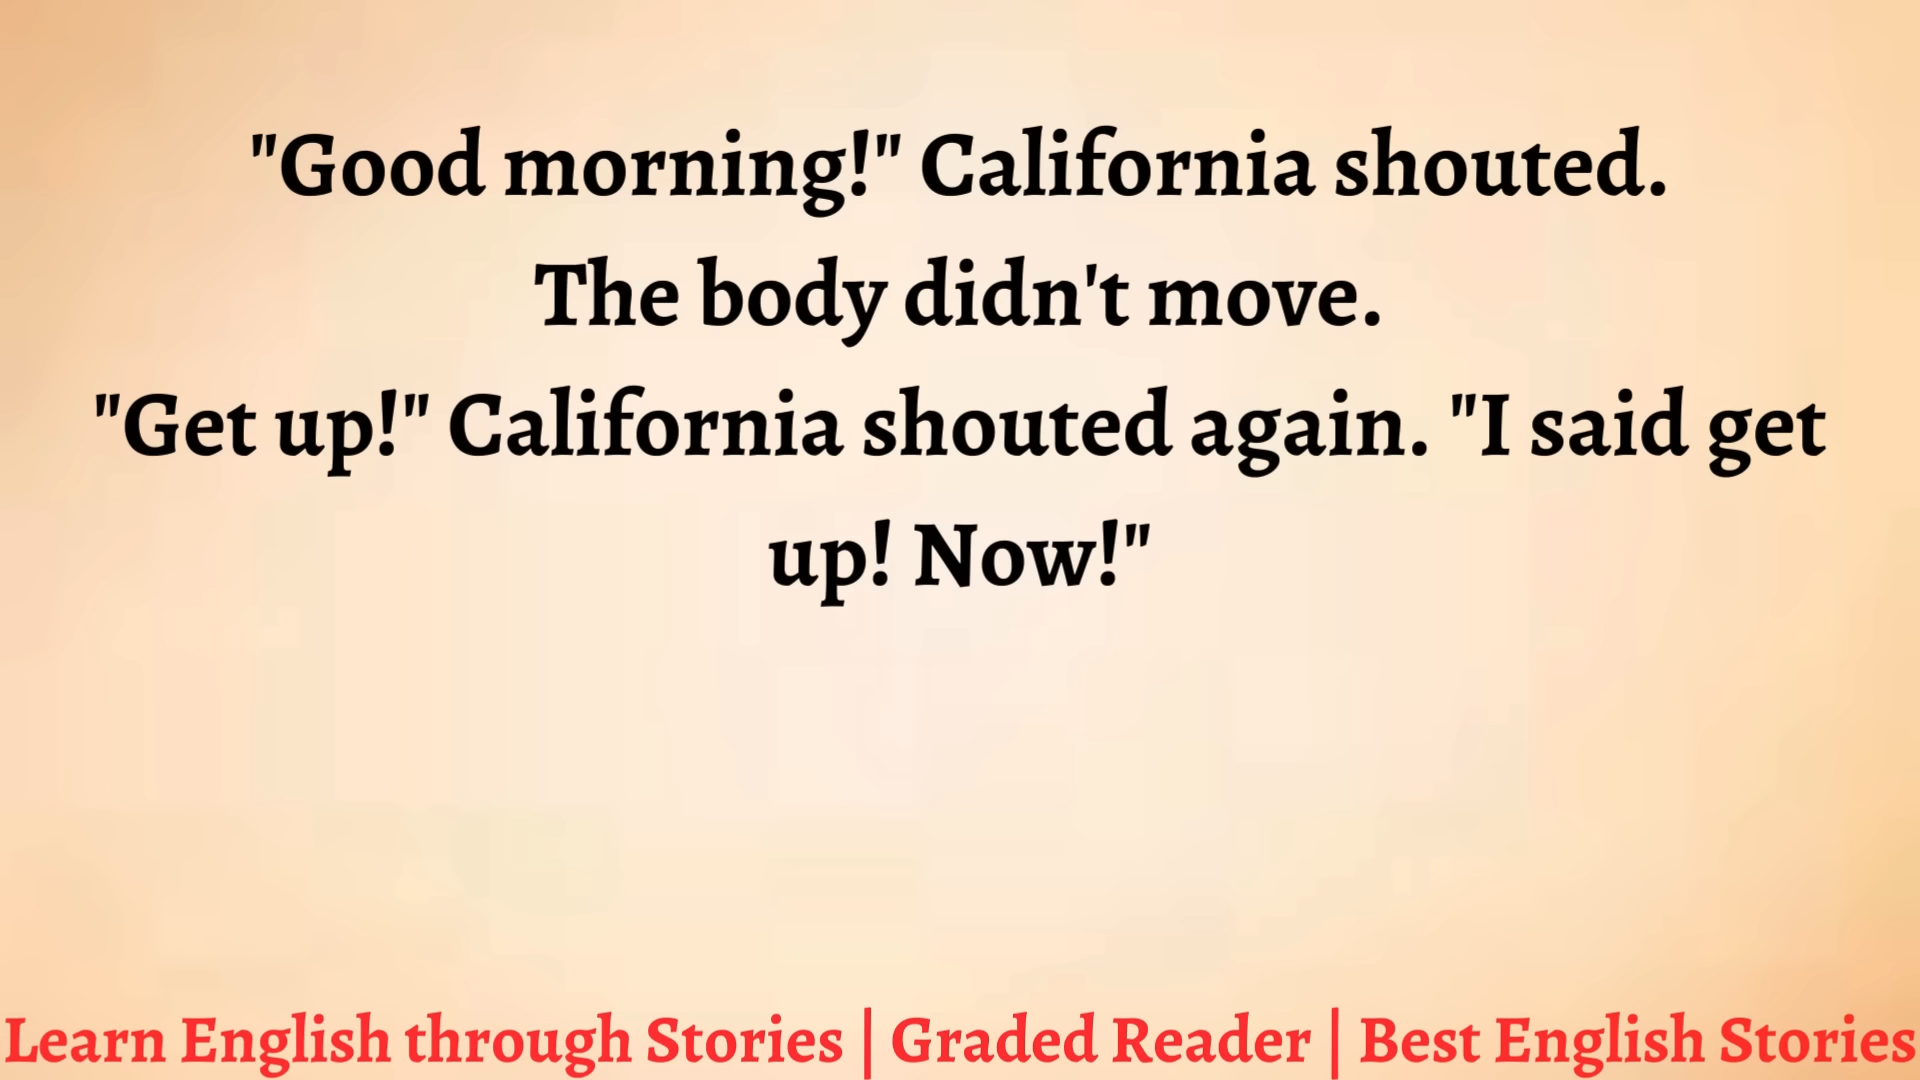 "Good morning!" California shouted.
The body didn't move.
"Get up!" California shouted again. "I said get
up! Now!"
Learn English through Stories | Graded Reader | Best English Stories